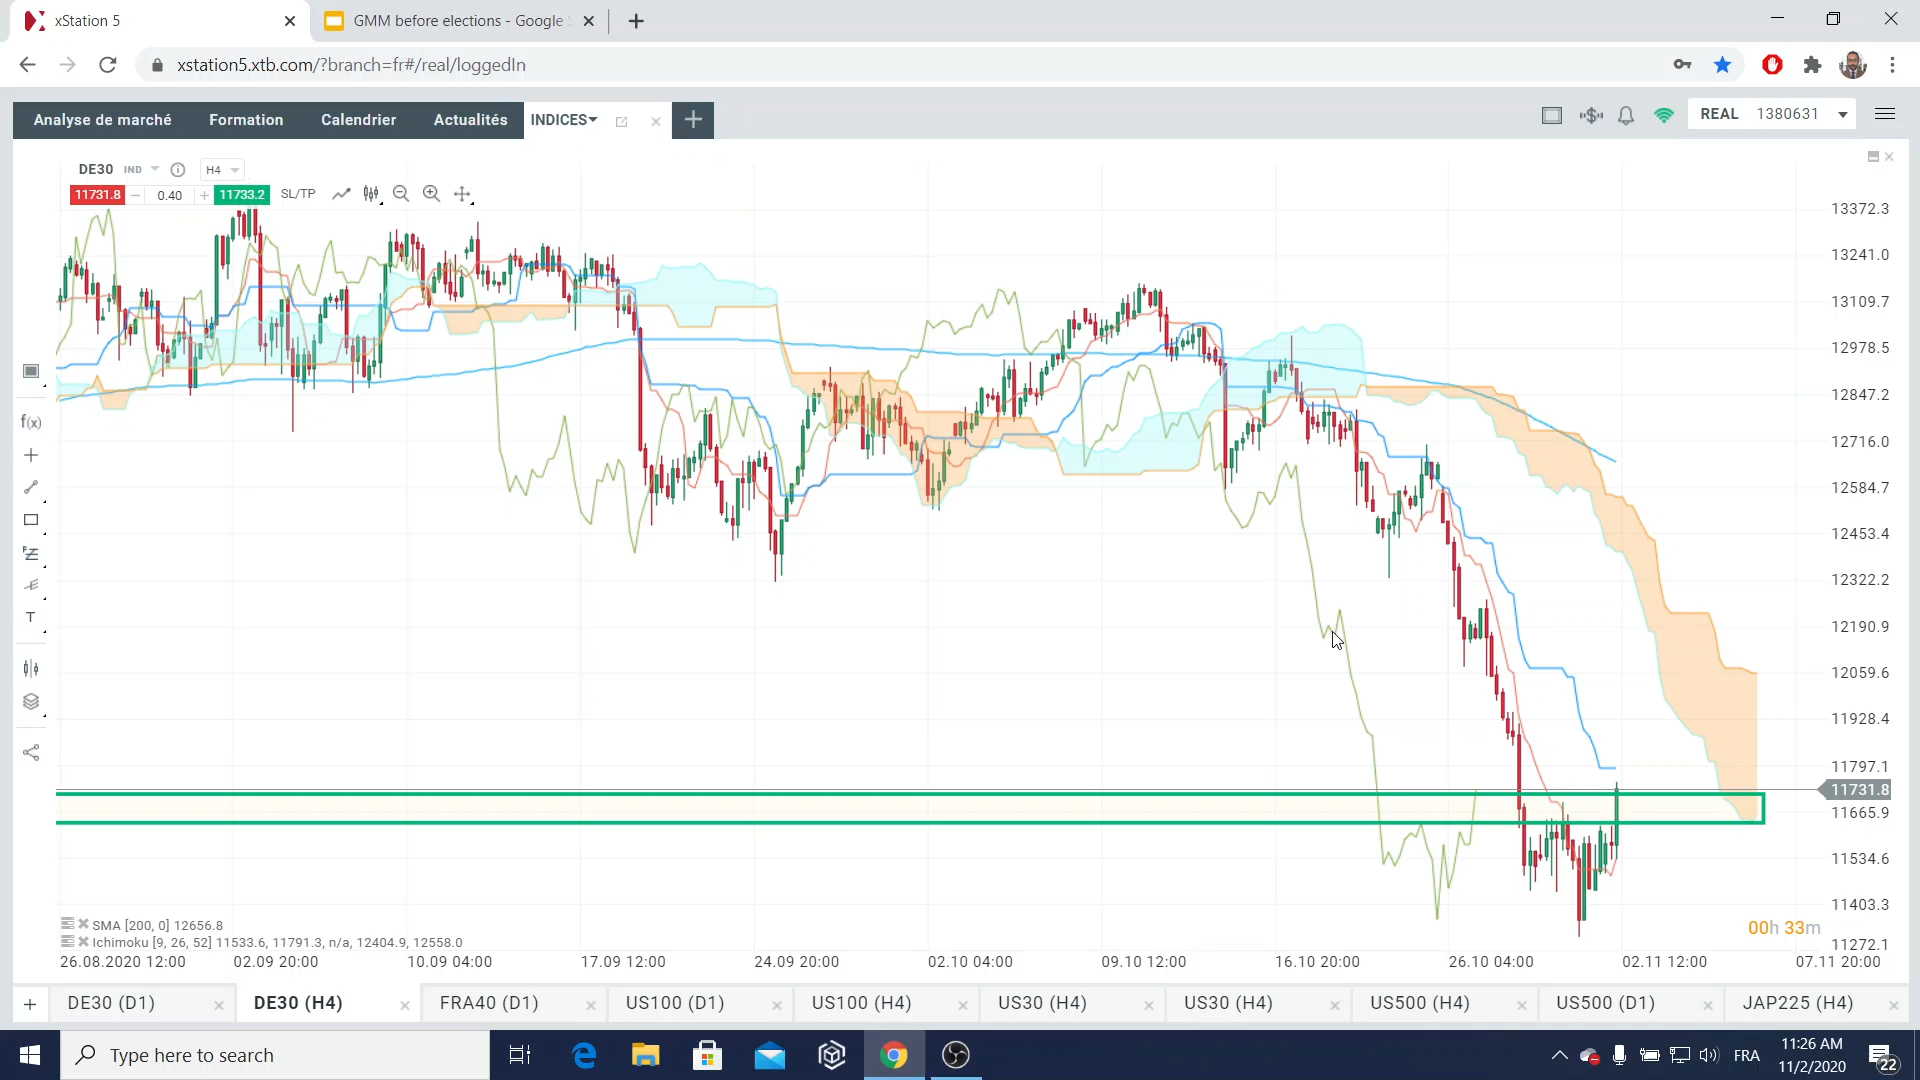 xStation 5
GMM before elections - Google
xstation5.xtb.com/?branch=fr#/real/loggedIn
Analyse de marché
Formation
Calendrier
Actualités
INDICES
REAL 1380631
DE30 IND
H4
11731.8
0.40
11733.2
SL/TP
13372.3
13241.0
13109.7
12978.5
12847.2
12716.0
12584.7
12453.4
12322.2
12190.9
12059.6
11928.4
11797.1
11731.8
11665.9
11534.6
11403.3
11272.1
f(x)
T
SMA [200, 0] 12656.8
Ichimoku [9, 26, 52] 11533.6, 11791.3, n/a, 12404.9, 12558.0
00h 33m
26.08.2020 12:00
02.09 20:00
10.09 04:00
17.09 12:00
24.09 20:00
02.10 04:00
09.10 12:00
16.10 20:00
26.10 04:00
02.11 12:00
07.11 20:00
DE30 (D1)
DE30 (H4)
FRA40 (D1)
US100 (D1)
US100 (H4)
US30 (H4)
US30 (H4)
US500 (H4)
US500 (D1)
JAP225 (H4)
Type here to search
FRA
11:26 AM
11/2/2020
22